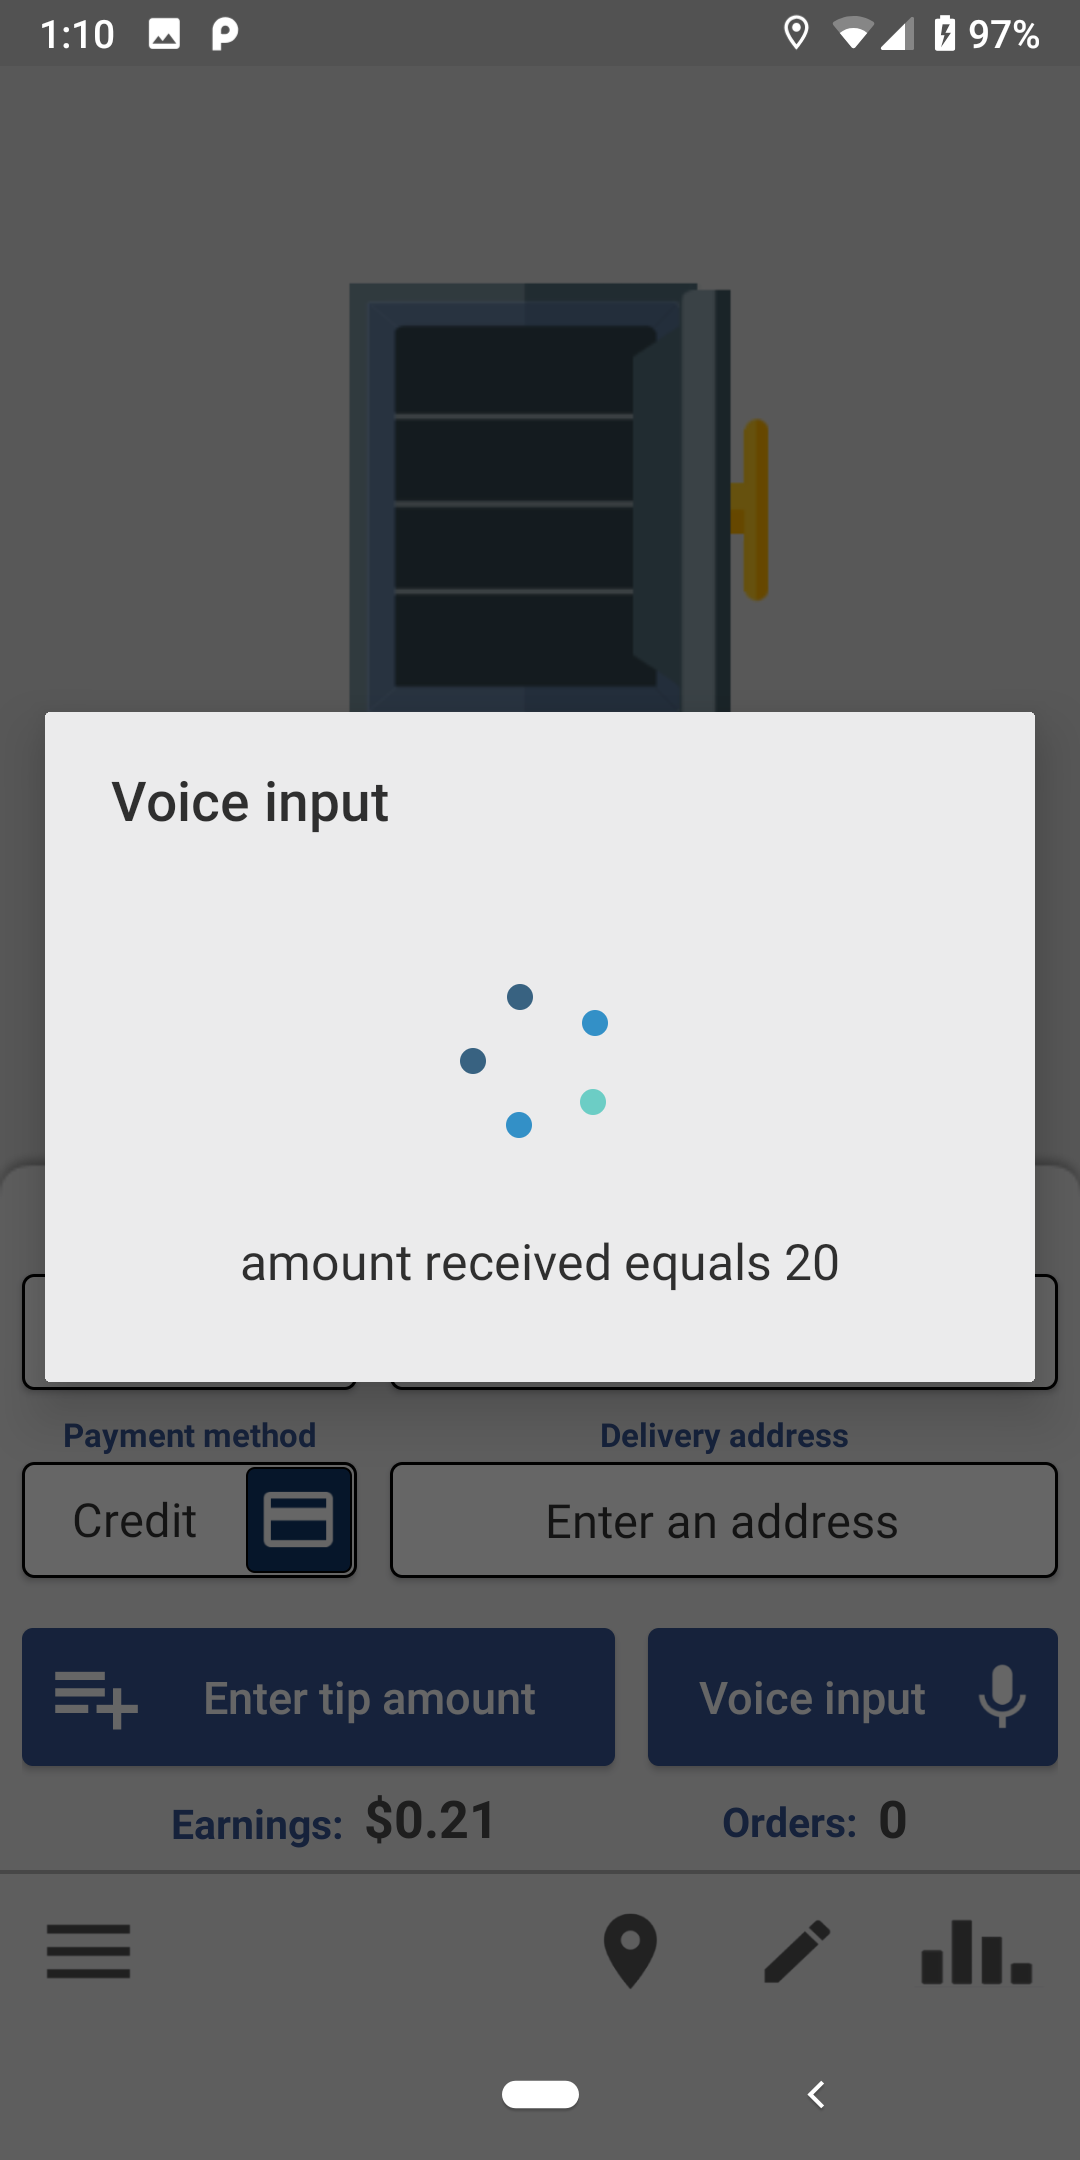 1:10 97%
Voice input
amount received equals 20
Payment method Delivery address
Credit Enter an address
Enter tip amount Voice input
Earnings: $0.21 Orders: 0